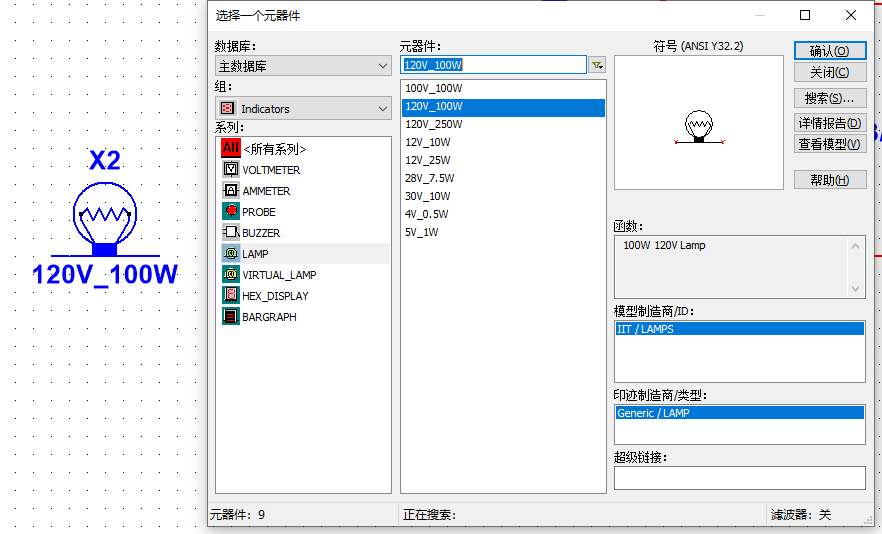 选择一个元器件
数据库:
主数据库
组:
Indicators
系列:
All <所有系列>
VOLTMETER
AMMETER
PROBE
BUZZER
LAMP
VIRTUAL_LAMP
HEX_DISPLAY
BARGRAPH
元器件:
120V_100W
100V_100W
120V_100W
120V_250W
12V_10W
12V_25W
28V_7.5W
30V_10W
4V_0.5W
5V_1W
符号 (ANSI Y32.2)
确认(O)
关闭(C)
搜索(S)...
详情报告(D)
查看模型(V)
帮助(H)
函数:
100W 120V Lamp
模型制造商/ID:
IIT / LAMPS
印迹制造商/类型:
Generic / LAMP
超级链接:
元器件: 9
正在搜索:
滤波器: 关
X2
120V_100W